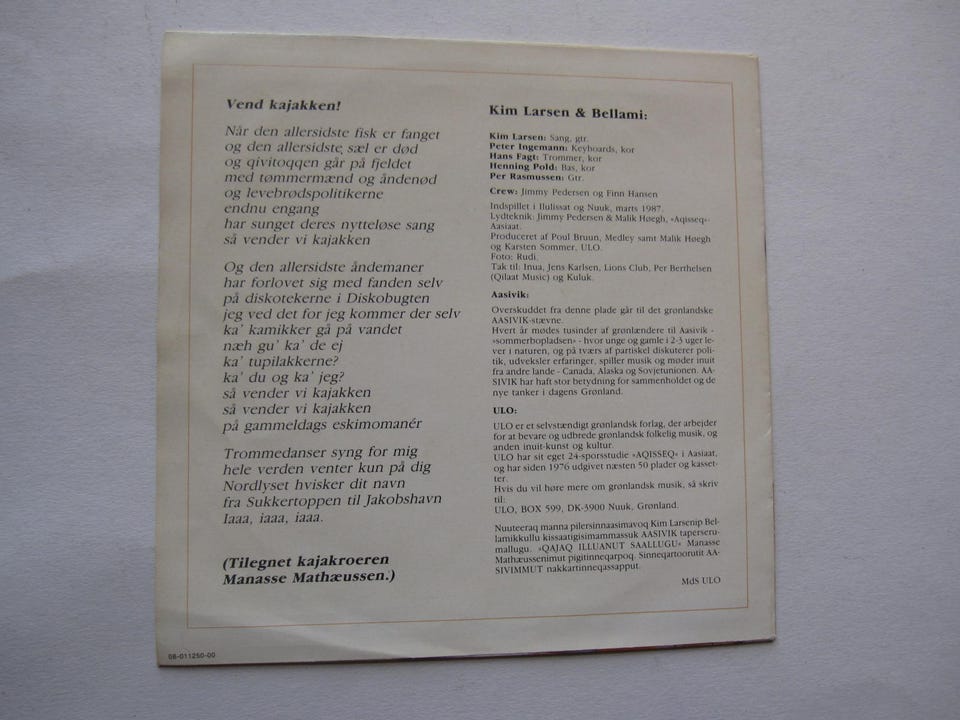 Vend kajakken!
Når den allersidste fisk er fanget
og den allersidste sæl er død
og qivitoqqen går på fjeldet
med tømmermænd og åndenød
og levebrødspolitikerne
endnu engang
har sunget deres nytteløse sang
så vender vi kajakken
Og den allersidste åndemaner
har forlovet sig med fanden selv
på diskotekerne i Diskobugten
jeg ved det for jeg kommer der selv
ka' kamikker gå på vandet
næh gu' ka' de ej
ka' tupilakkerne?
ka' du og ka' jeg?
så vender vi kajakken
så vender vi kajakken
på gammeldags eskimomanér
Trommedanser syng for mig
hele verden venter kun på dig
Nordlyset hvisker dit navn
fra Sukkertoppen til Jakobshavn
Iaaa, iaaa, iaaa.
(Tilegnet kajakroeren
Manasse Mathæussen.)
08-011250-00
Kim Larsen & Bellami:
Kim Larsen: Sang, gtr.
Peter Ingemann: Keyboards, kor
Hans Fagt: Trommer, kor
Henning Pold: Bas, kor
Per Rasmussen: Gtr.
Crew: Jimmy Pedersen og Finn Hansen
Indspillet i Ilulissat og Nuuk, marts 1987.
Lydteknik: Jimmy Pedersen & Malik Høegh, »Aqisseq«
Aasiaat.
Produceret af Poul Bruun, Medley samt Malik Høegh
og Karsten Sommer, ULO.
Foto: Rudi.
Tak til: Inua, Jens Karlsen, Lions Club, Per Berthelsen
(Qilaat Music) og Kuluk.
Aasivik:
Overskuddet fra denne plade går til det grønlandske
AASIVIK-stævne.
Hvert år mødes tusinder af grønlændere til Aasivik -
»sommerbopladsen« - hvor unge og gamle i 2-3 uger le-
ver i naturen, og på tværs af partiskel diskuterer poli-
tik, udveksler erfaringer, spiller musik og møder inuit
fra andre lande - Canada, Alaska og Sovjetunionen. AA-
SIVIK har haft stor betydning for sammenholdet og de
nye tanker i dagens Grønland.
ULO:
ULO er et selvstændigt grønlandsk forlag, der arbejder
for at bevare og udbrede grønlandsk folkelig musik, og
anden inuit-kunst og kultur.
ULO har sit eget 24-sporsstudie »AQISSEQ« i Aasiaat,
og har siden 1976 udgivet næsten 50 plader og kasset-
ter.
Hvis du vil høre mere om grønlandsk musik, så skriv
til:
ULO, BOX 599, DK-3900 Nuuk, Grønland.
Nuuteeraq manna pilersinnaasimavoq Kim Larsenip Bel-
lamikkullu kissaatigisimammassuk AASIVIK taperseru-
mallugu. »QAJAQ ILLUANUT SAALLUGU« Manasse
Mathæussenimut pigitinneqarpoq. Sinneqartoorutit AA-
SIVIMMUT nakkartinneqassapput.
MdS ULO